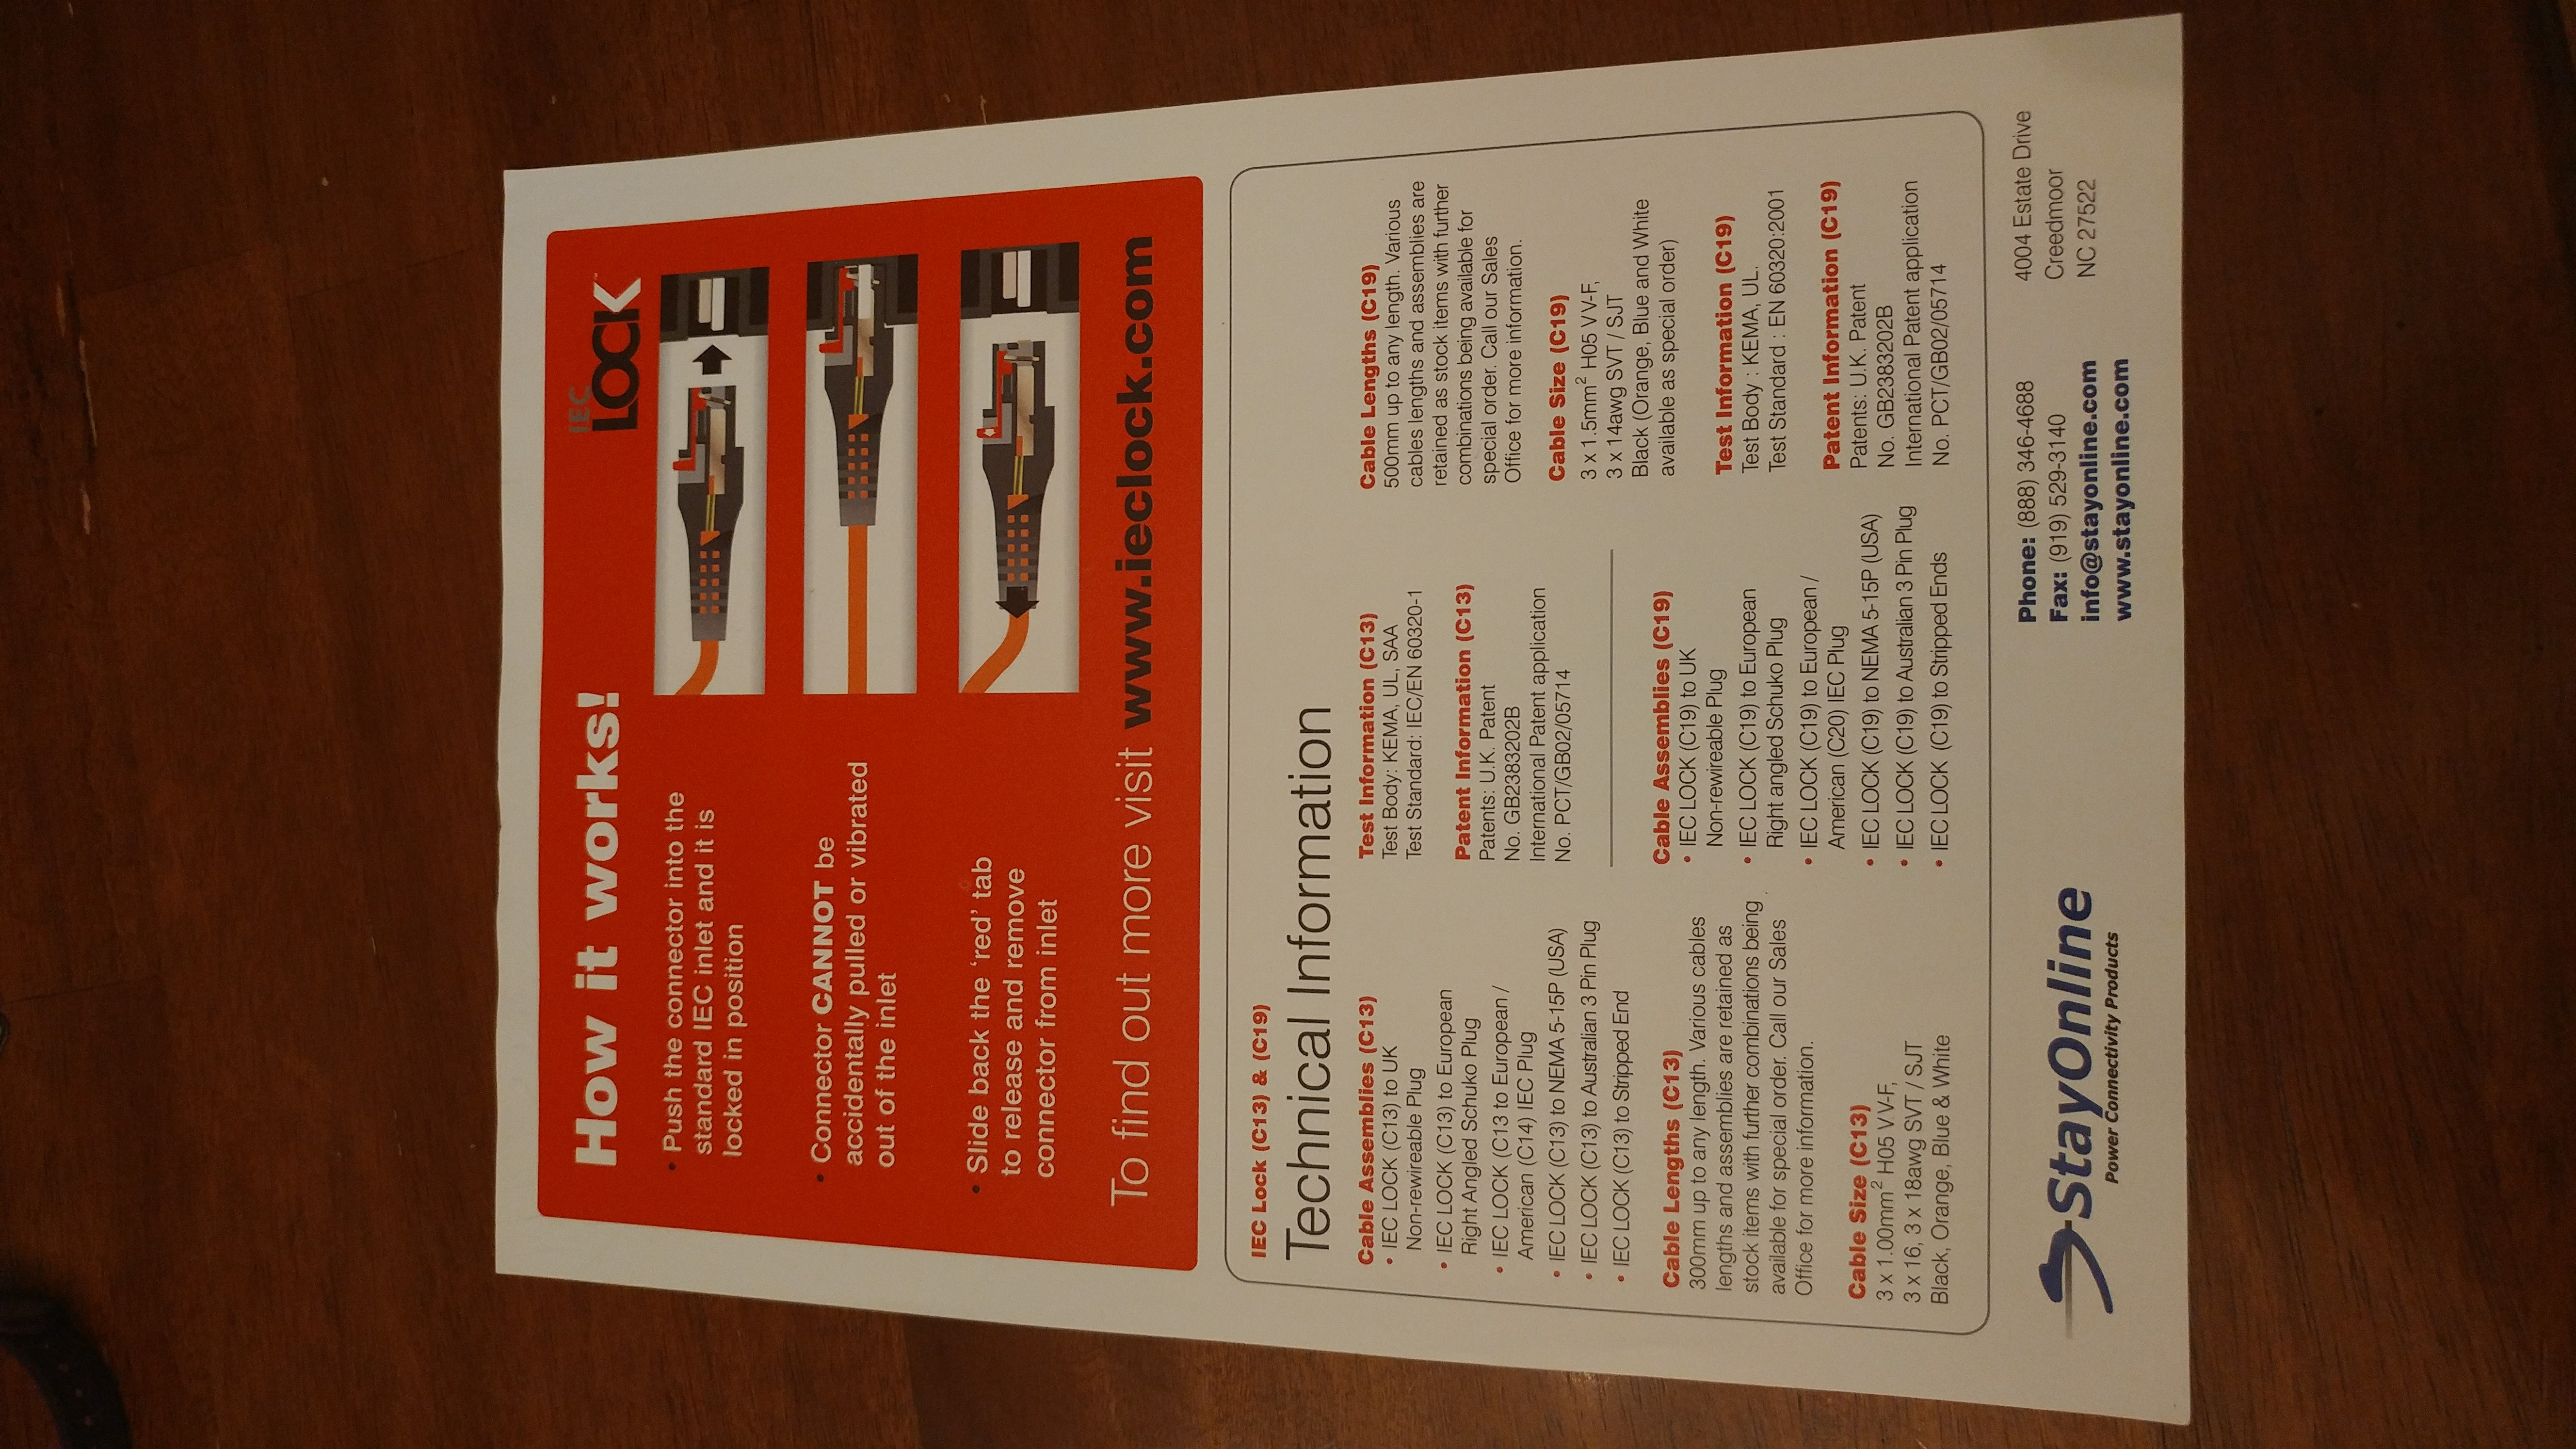 How it works!
IEC
LOCK™
• Push the connector into the
standard IEC inlet and it is
locked in position
• Connector CANNOT be
accidentally pulled or vibrated
out of the inlet
• Slide back the ‘red’ tab
to release and remove
connector from inlet
To find out more visit www.ieclock.com
IEC Lock (C13) & (C19)
Technical Information
Cable Assemblies (C13)
• IEC LOCK (C13) to UK
Non-rewireable Plug
• IEC LOCK (C13) to European
Right Angled Schuko Plug
• IEC LOCK (C13 to European /
American (C14) IEC Plug
• IEC LOCK (C13) to NEMA 5-15P (USA)
• IEC LOCK (C13) to Australian 3 Pin Plug
• IEC LOCK (C13) to Stripped End
Cable Lengths (C13)
300mm up to any length. Various cables
lengths and assemblies are retained as
stock items with further combinations being
available for special order. Call our Sales
Office for more information.
Cable Size (C13)
3 x 1.00mm² H05 VV-F,
3 x 16, 3 x 18awg SVT / SJT
Black, Orange, Blue & White
Test Information (C13)
Test Body: KEMA, UL, SAA
Test Standard: IEC/EN 60320-1
Patent Information (C13)
Patents: U.K. Patent
No. GB2383202B
International Patent application
No. PCT/GB02/05714
Cable Assemblies (C19)
• IEC LOCK (C19) to UK
Non-rewireable Plug
• IEC LOCK (C19) to European
Right angled Schuko Plug
• IEC LOCK (C19) to European /
American (C20) IEC Plug
• IEC LOCK (C19) to NEMA 5-15P (USA)
• IEC LOCK (C19) to Australian 3 Pin Plug
• IEC LOCK (C19) to Stripped Ends
Cable Lengths (C19)
500mm up to any length. Various
cables lengths and assemblies are
retained as stock items with further
combinations being available for
special order. Call our Sales
Office for more information.
Cable Size (C19)
3 x 1.5mm² H05 VV-F,
3 x 14awg SVT / SJT
Black (Orange, Blue and White
available as special order)
Test Information (C19)
Test Body : KEMA, UL.
Test Standard : EN 60320:2001
Patent Information (C19)
Patents: U.K. Patent
No. GB2383202B
International Patent application
No. PCT/GB02/05714
StayOnline
Power Connectivity Products
Phone: (888) 346-4688
Fax: (919) 529-3140
info@stayonline.com
www.stayonline.com
4004 Estate Drive
Creedmoor
NC 27522